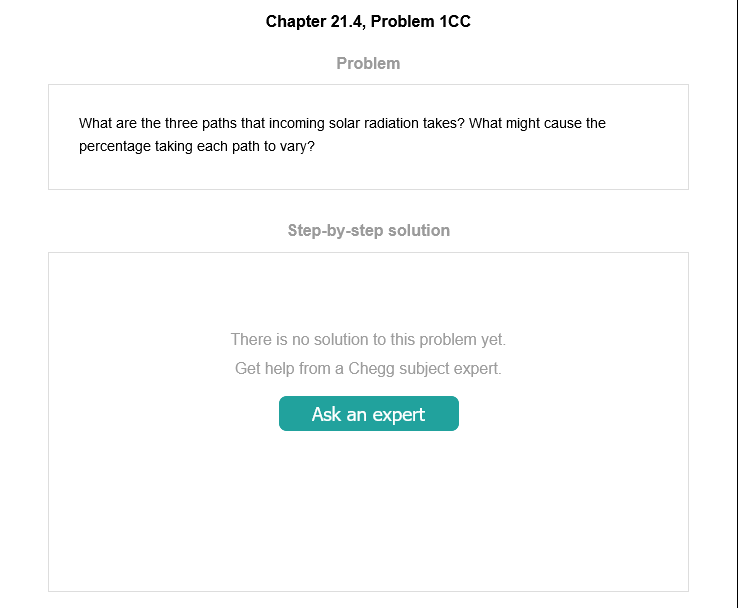 Chapter 21.4, Problem 1CC
Problem
What are the three paths that incoming solar radiation takes? What might cause the
percentage taking each path to vary?
Step-by-step solution
There is no solution to this problem yet.
Get help from a Chegg subject expert.
Ask an expert